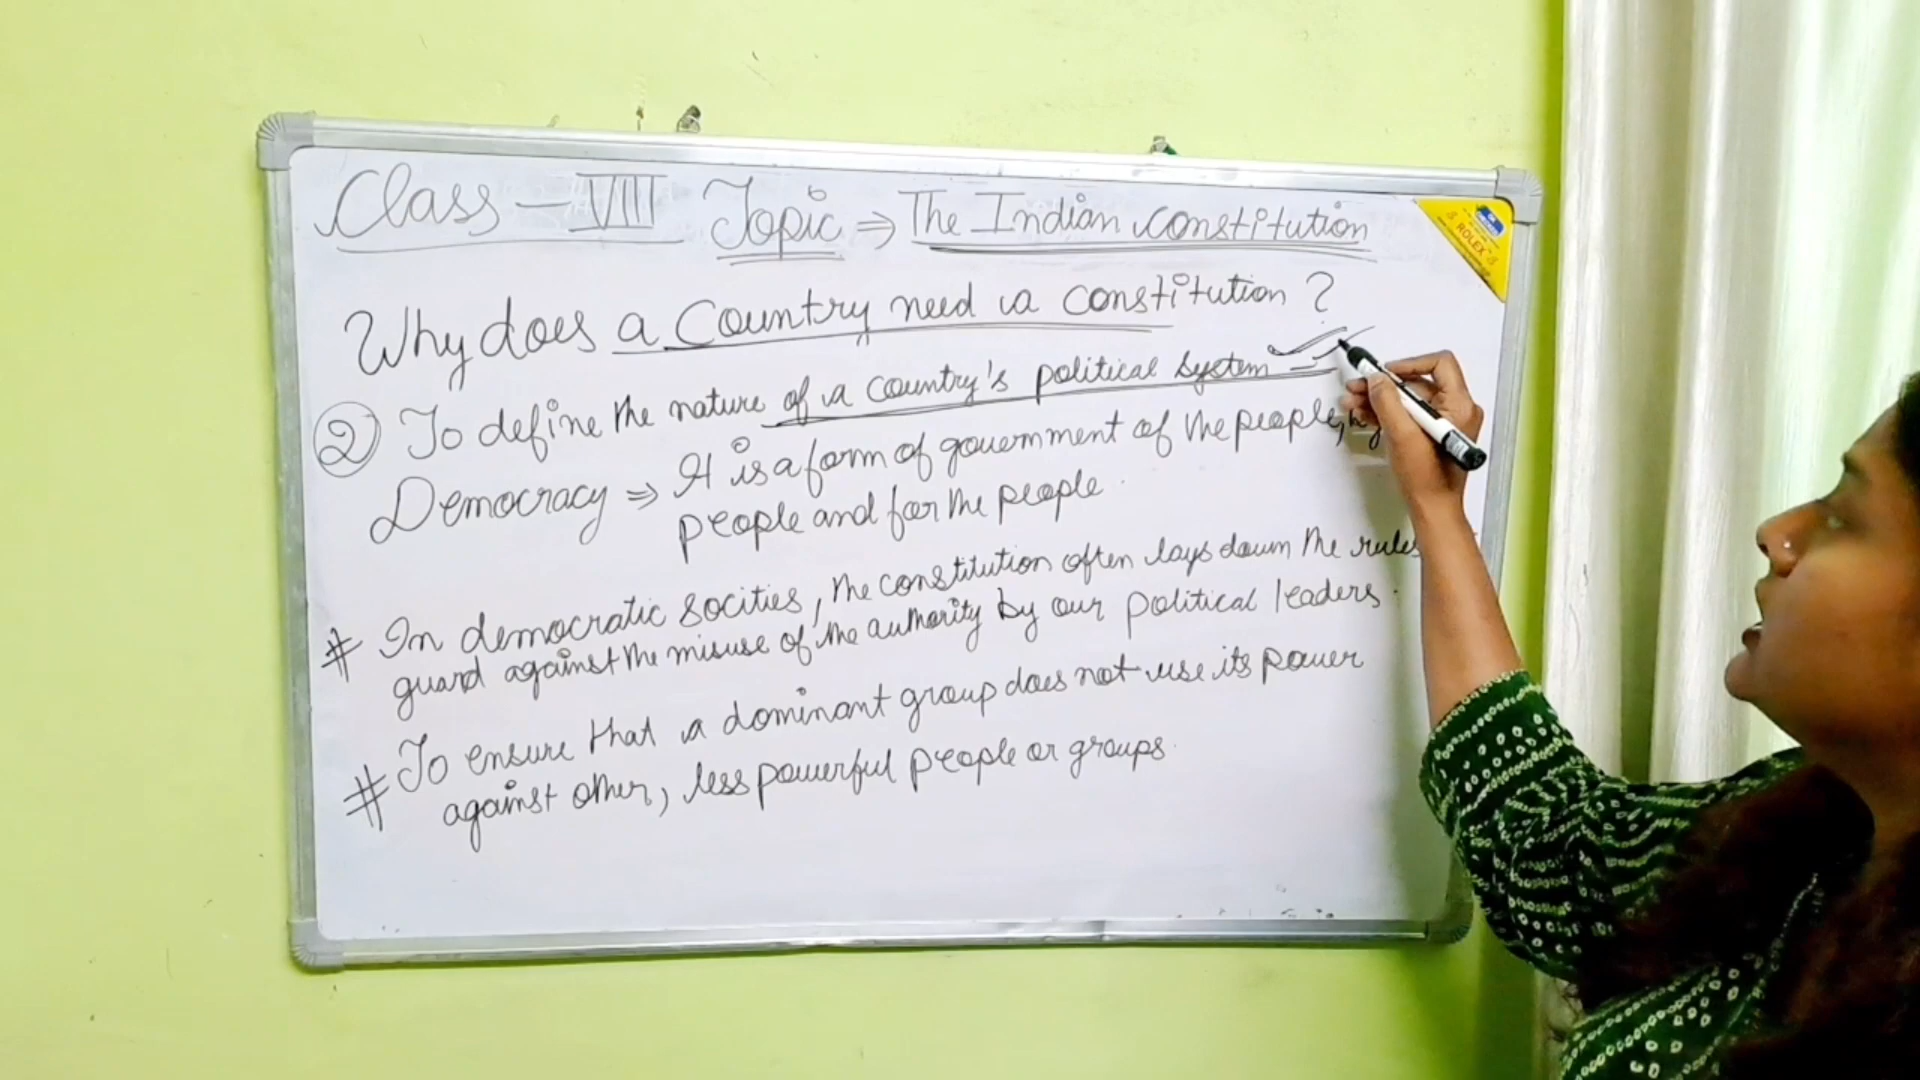 Class - VIII Topic ⇒ The Indian constitution
ROLEX
Why does a Country need a constitution ?
② To define the nature of a country's political system -
Democracy ⇒ It is a form of government of the people, by
people and for the people.
# In democratic socities, the constitution often lays down the rules
guard against the misuse of the authority by our political leaders.
# To ensure that a dominant group does not use its power
against other, less powerful people or groups.